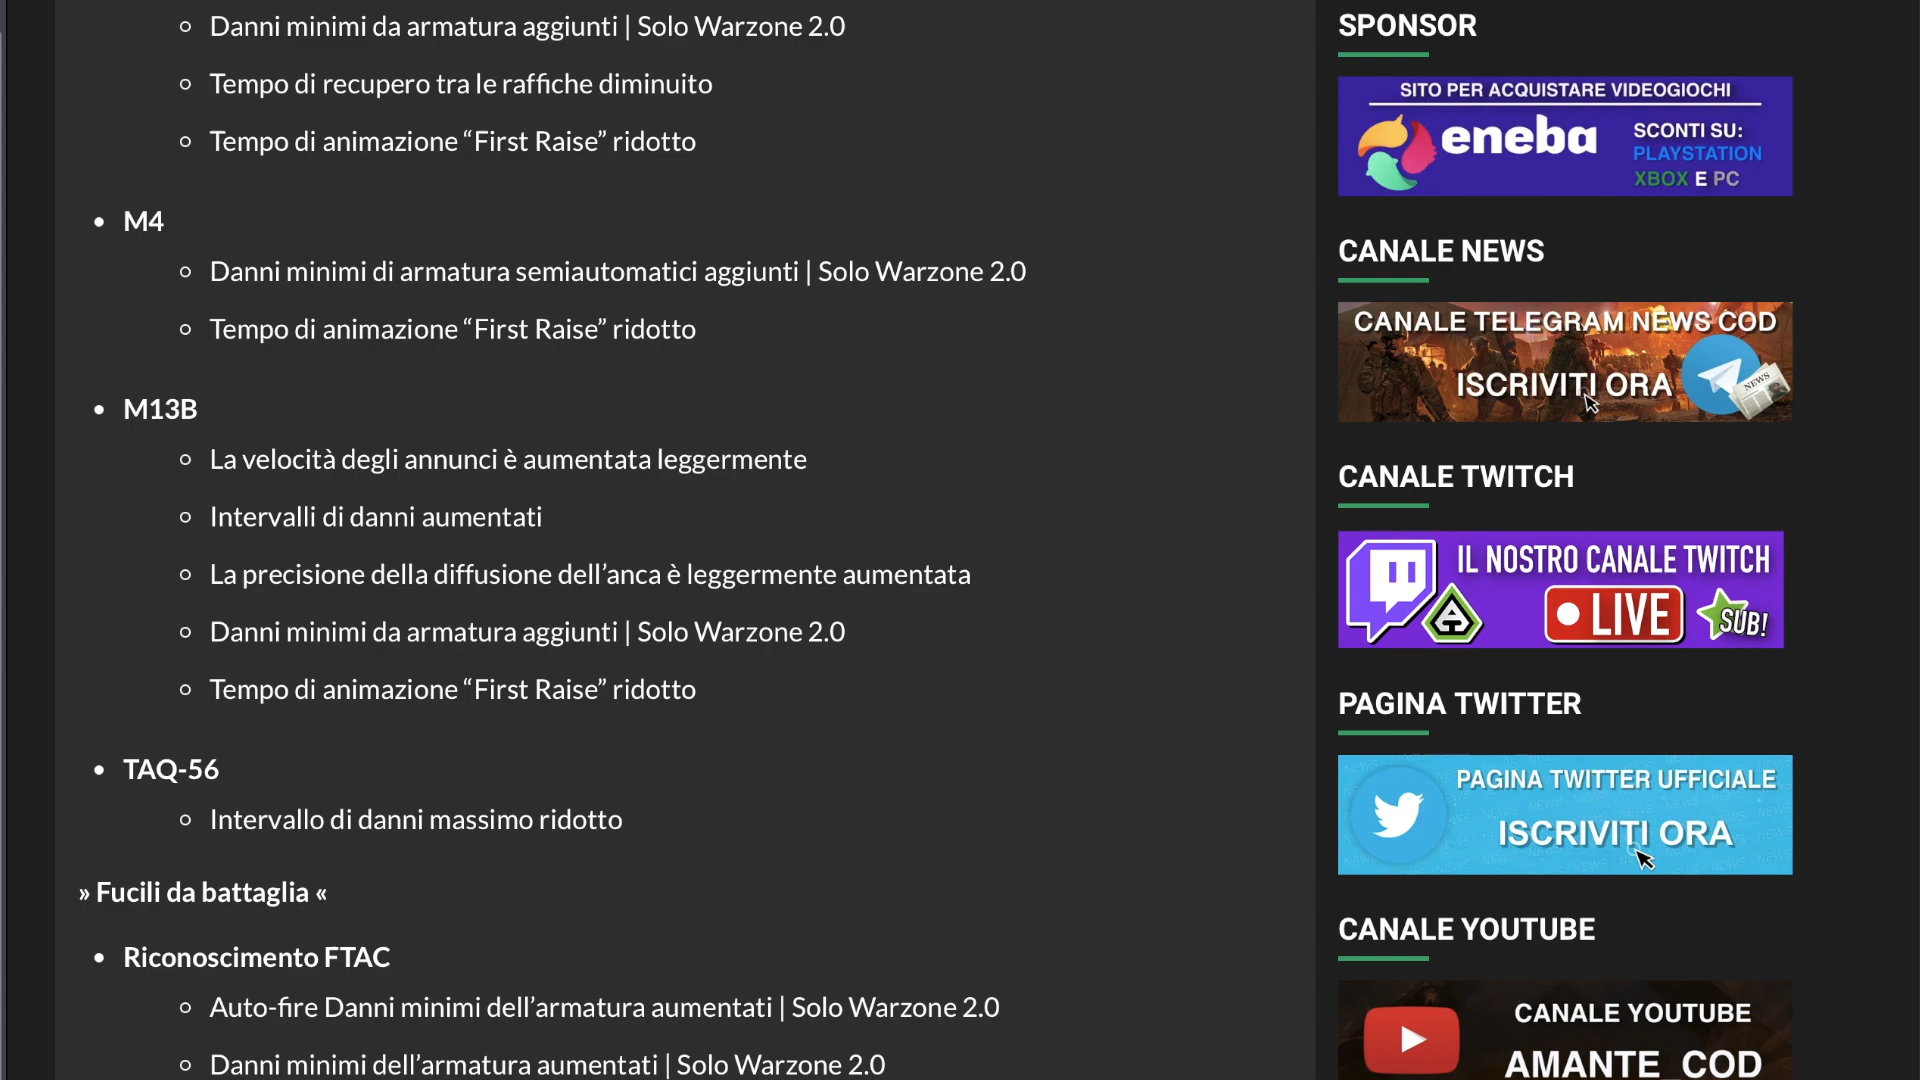 Danni minimi da armatura aggiunti | Solo Warzone 2.0
Tempo di recupero tra le raffiche diminuito
Tempo di animazione “First Raise” ridotto
M4
Danni minimi di armatura semiautomatici aggiunti | Solo Warzone 2.0
Tempo di animazione “First Raise” ridotto
M13B
La velocità degli annunci è aumentata leggermente
Intervalli di danni aumentati
La precisione della diffusione dell’anca è leggermente aumentata
Danni minimi da armatura aggiunti | Solo Warzone 2.0
Tempo di animazione “First Raise” ridotto
TAQ-56
Intervallo di danni massimo ridotto
» Fucili da battaglia «
Riconoscimento FTAC
Auto-fire Danni minimi dell’armatura aumentati | Solo Warzone 2.0
Danni minimi dell’armatura aumentati | Solo Warzone 2.0
SPONSOR
SITO PER ACQUISTARE VIDEOGIOCHI
eneba
SCONTI SU:
PLAYSTATION
XBOX E PC
CANALE NEWS
CANALE TELEGRAM NEWS COD
ISCRIVITI ORA
NEWS
CANALE TWITCH
IL NOSTRO CANALE TWITCH
LIVE
SUB!
PAGINA TWITTER
PAGINA TWITTER UFFICIALE
ISCRIVITI ORA
CANALE YOUTUBE
CANALE YOUTUBE
AMANTE_COD